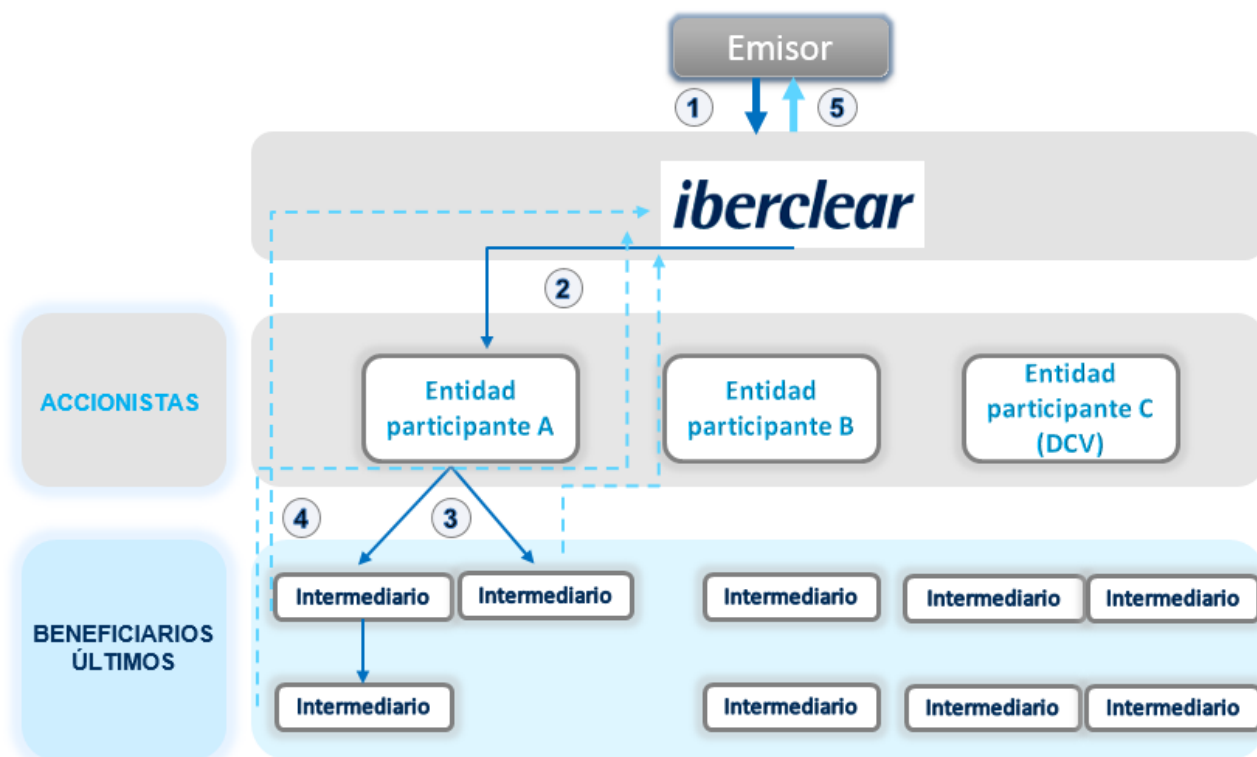 Emisor
1
5
iberclear
2
ACCIONISTAS
Entidad
participante A
Entidad
participante B
Entidad
participante C
(DCV)
4
3
BENEFICIARIOS
ÚLTIMOS
Intermediario
Intermediario
Intermediario
Intermediario
Intermediario
Intermediario
Intermediario
Intermediario
Intermediario